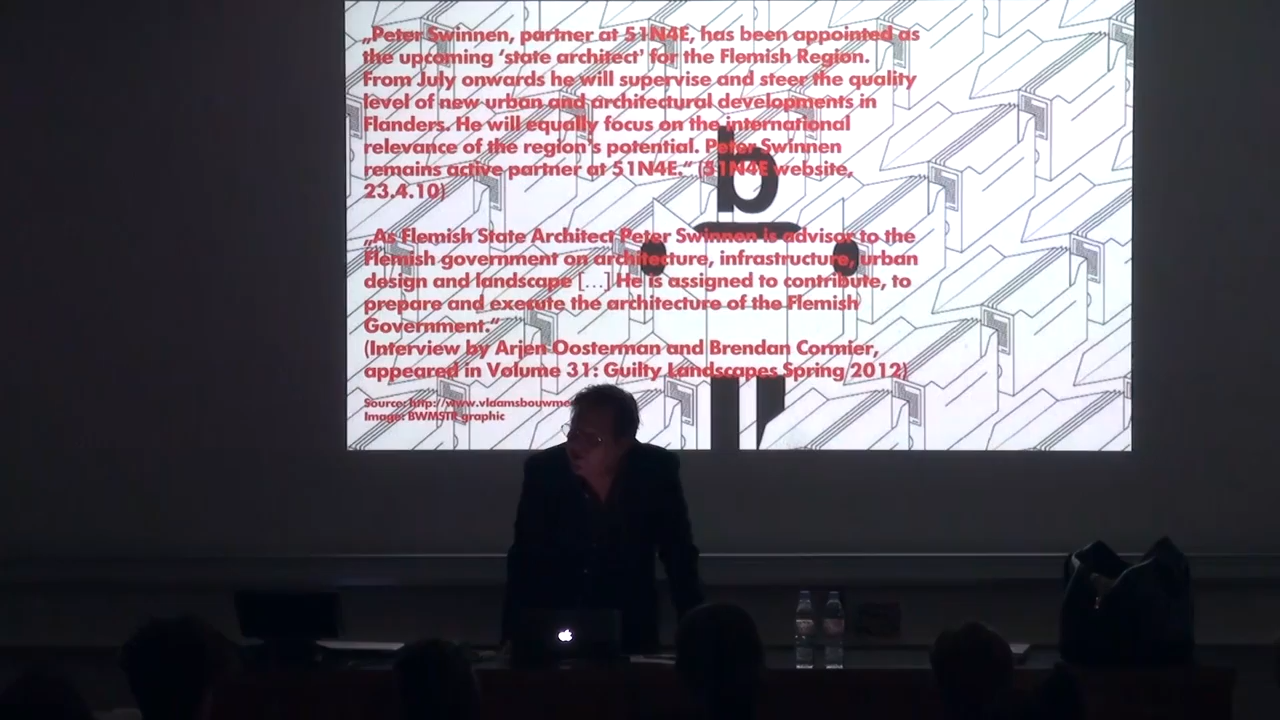 „Peter Swinnen, partner at 51N4E, has been appointed as
the upcoming ‘state architect’ for the Flemish Region.
From July onwards he will supervise and steer the quality
level of new urban and architectural developments in
Flanders. He will equally focus on the international
relevance of the region’s potential. Peter Swinnen
remains active partner at 51N4E.“ (51N4E website,
23.4.10)
„As Flemish State Architect Peter Swinnen is advisor to the
Flemish government on architecture, infrastructure, urban
design and landscape [...] He is assigned to contribute, to
prepare and execute the architecture of the Flemish
Government.“
(Interview by Arjen Oosterman and Brendan Cormier,
appeared in Volume 31: Guilty Landscapes Spring 2012)
Source: http://www.vlaamsbouwme
Image: BWMSTR graphic
b